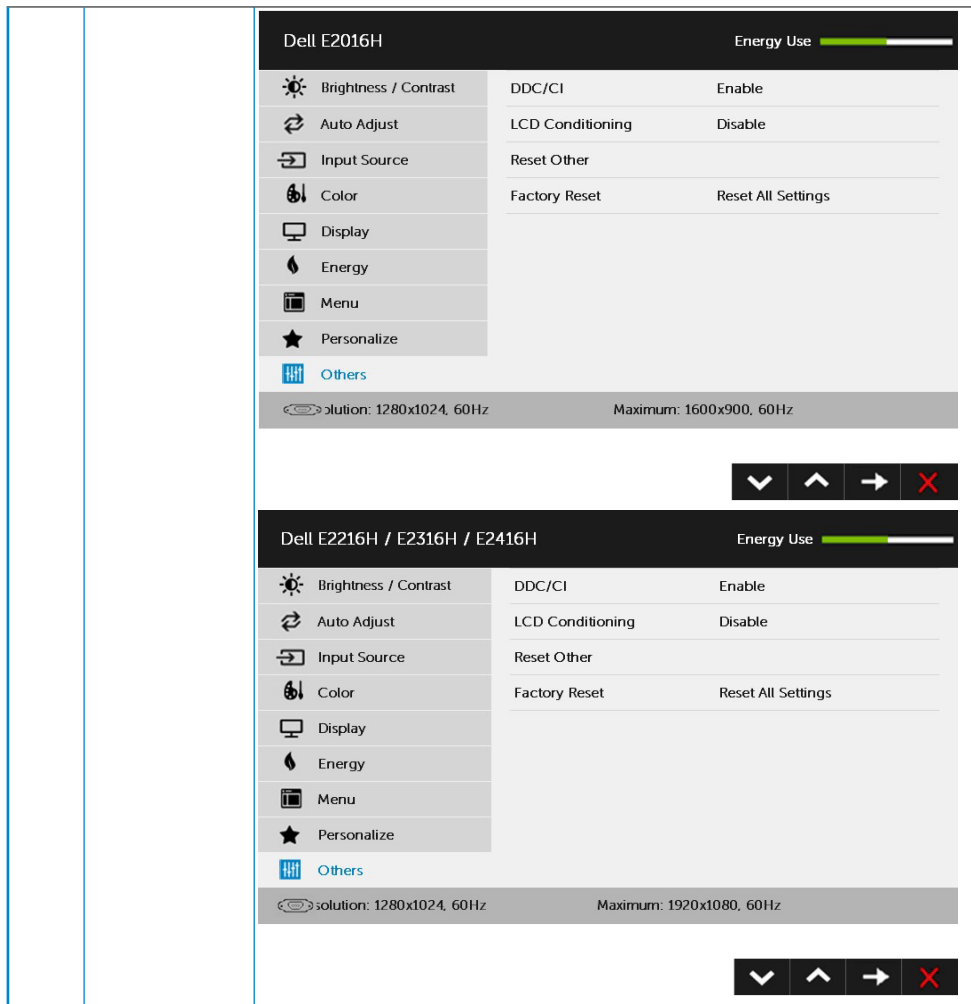 Dell E2016H Energy Use
Brightness / Contrast DDC/CI Enable
Auto Adjust LCD Conditioning Disable
Input Source Reset Other
Color Factory Reset Reset All Settings
Display
Energy
Menu
Personalize
Others
olution: 1280x1024, 60Hz Maximum: 1600x900, 60Hz
Dell E2216H / E2316H / E2416H Energy Use
Brightness / Contrast DDC/CI Enable
Auto Adjust LCD Conditioning Disable
Input Source Reset Other
Color Factory Reset Reset All Settings
Display
Energy
Menu
Personalize
Others
solution: 1280x1024, 60Hz Maximum: 1920x1080, 60Hz